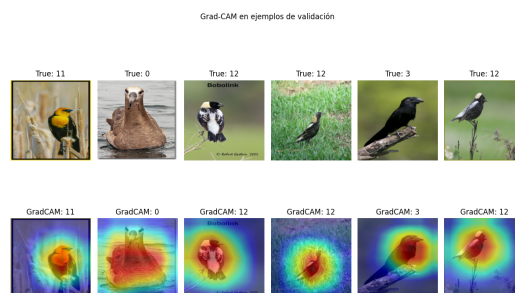 Grad-CAM en ejemplos de validación
True: 11 True: 0 True: 12 True: 12 True: 3 True: 12
Bobolink
GradCAM: 11 GradCAM: 0 GradCAM: 12 GradCAM: 12 GradCAM: 3 GradCAM: 12
Bobolink